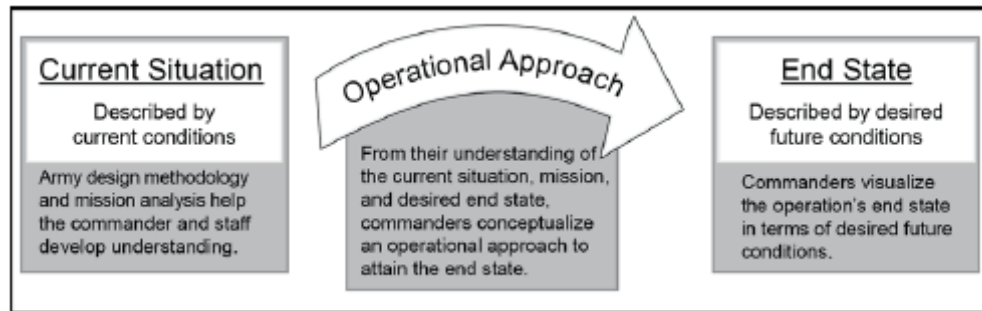 Current Situation
Described by
current conditions
Army design methodology
and mission analysis help
the commander and staff
develop understanding.
Operational Approach
From their understanding of
the current situation, mission,
and desired end state,
commanders conceptualize
an operational approach to
attain the end state.
End State
Described by desired
future conditions
Commanders visualize
the operation's end state
in terms of desired future
conditions.